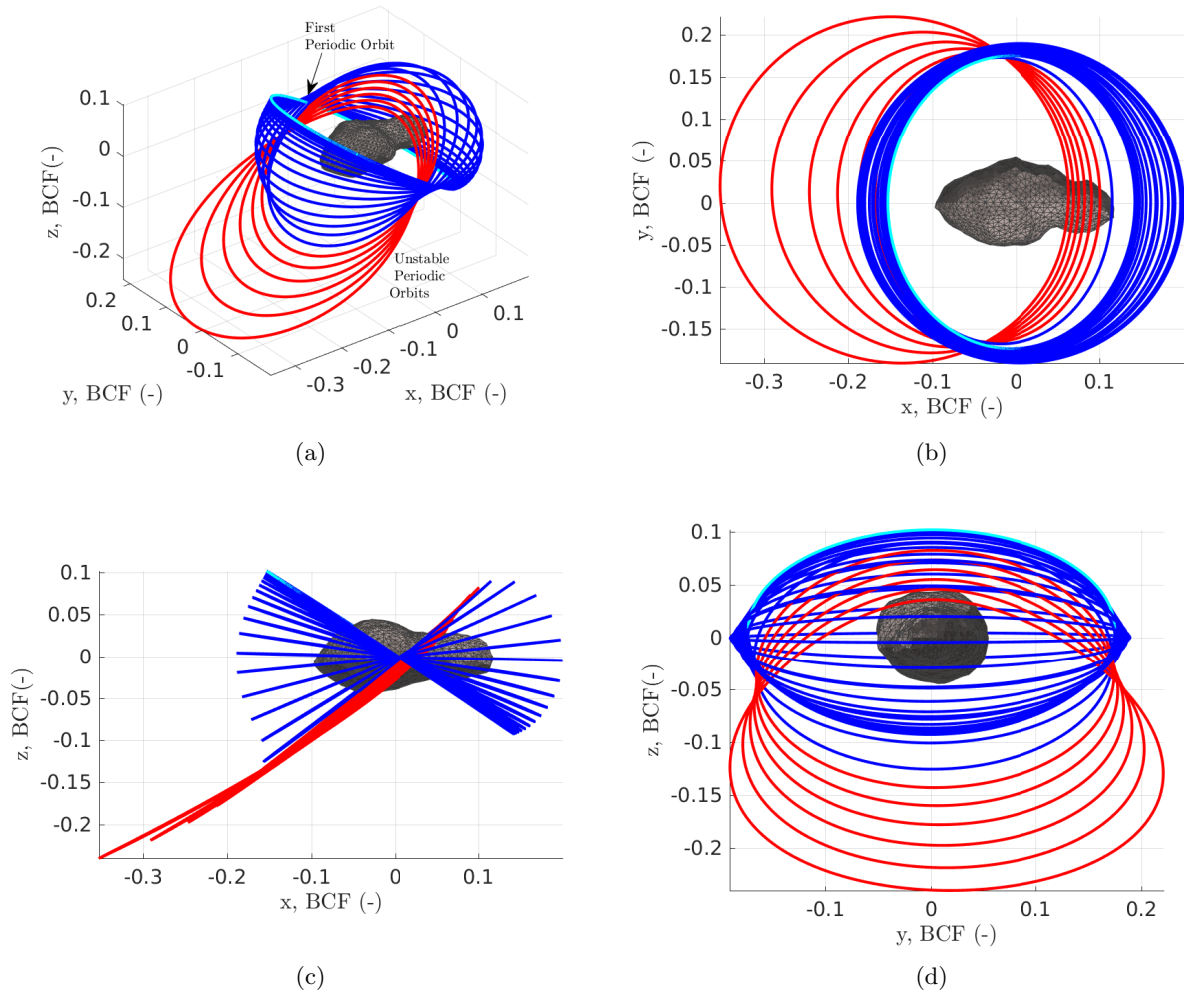 First
Periodic Orbit
0.1
0
-0.1
-0.2
z, BCF(-)
Unstable
Periodic
Orbits
0.2
0.1
0
-0.1
y, BCF (-)
-0.3
-0.2
-0.1
0
0.1
x, BCF (-)
(a)
0.2
0.15
0.1
0.05
0
-0.05
-0.1
-0.15
y, BCF (-)
-0.3
-0.2
-0.1
0
0.1
x, BCF (-)
(b)
0.1
0.05
0
-0.05
-0.1
-0.15
-0.2
z, BCF(-)
-0.3
-0.2
-0.1
0
0.1
x, BCF (-)
(c)
0.1
0.05
0
-0.05
-0.1
-0.15
-0.2
z, BCF(-)
-0.1
0
0.1
0.2
y, BCF (-)
(d)